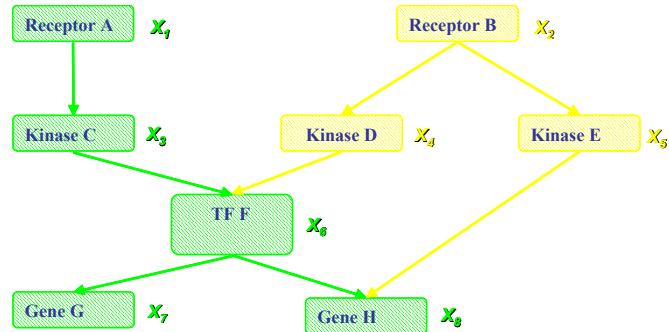 Receptor A X1 Receptor B X2
Kinase C X3 Kinase D X4 Kinase E X5
TF F X6
Gene G X7 Gene H X8